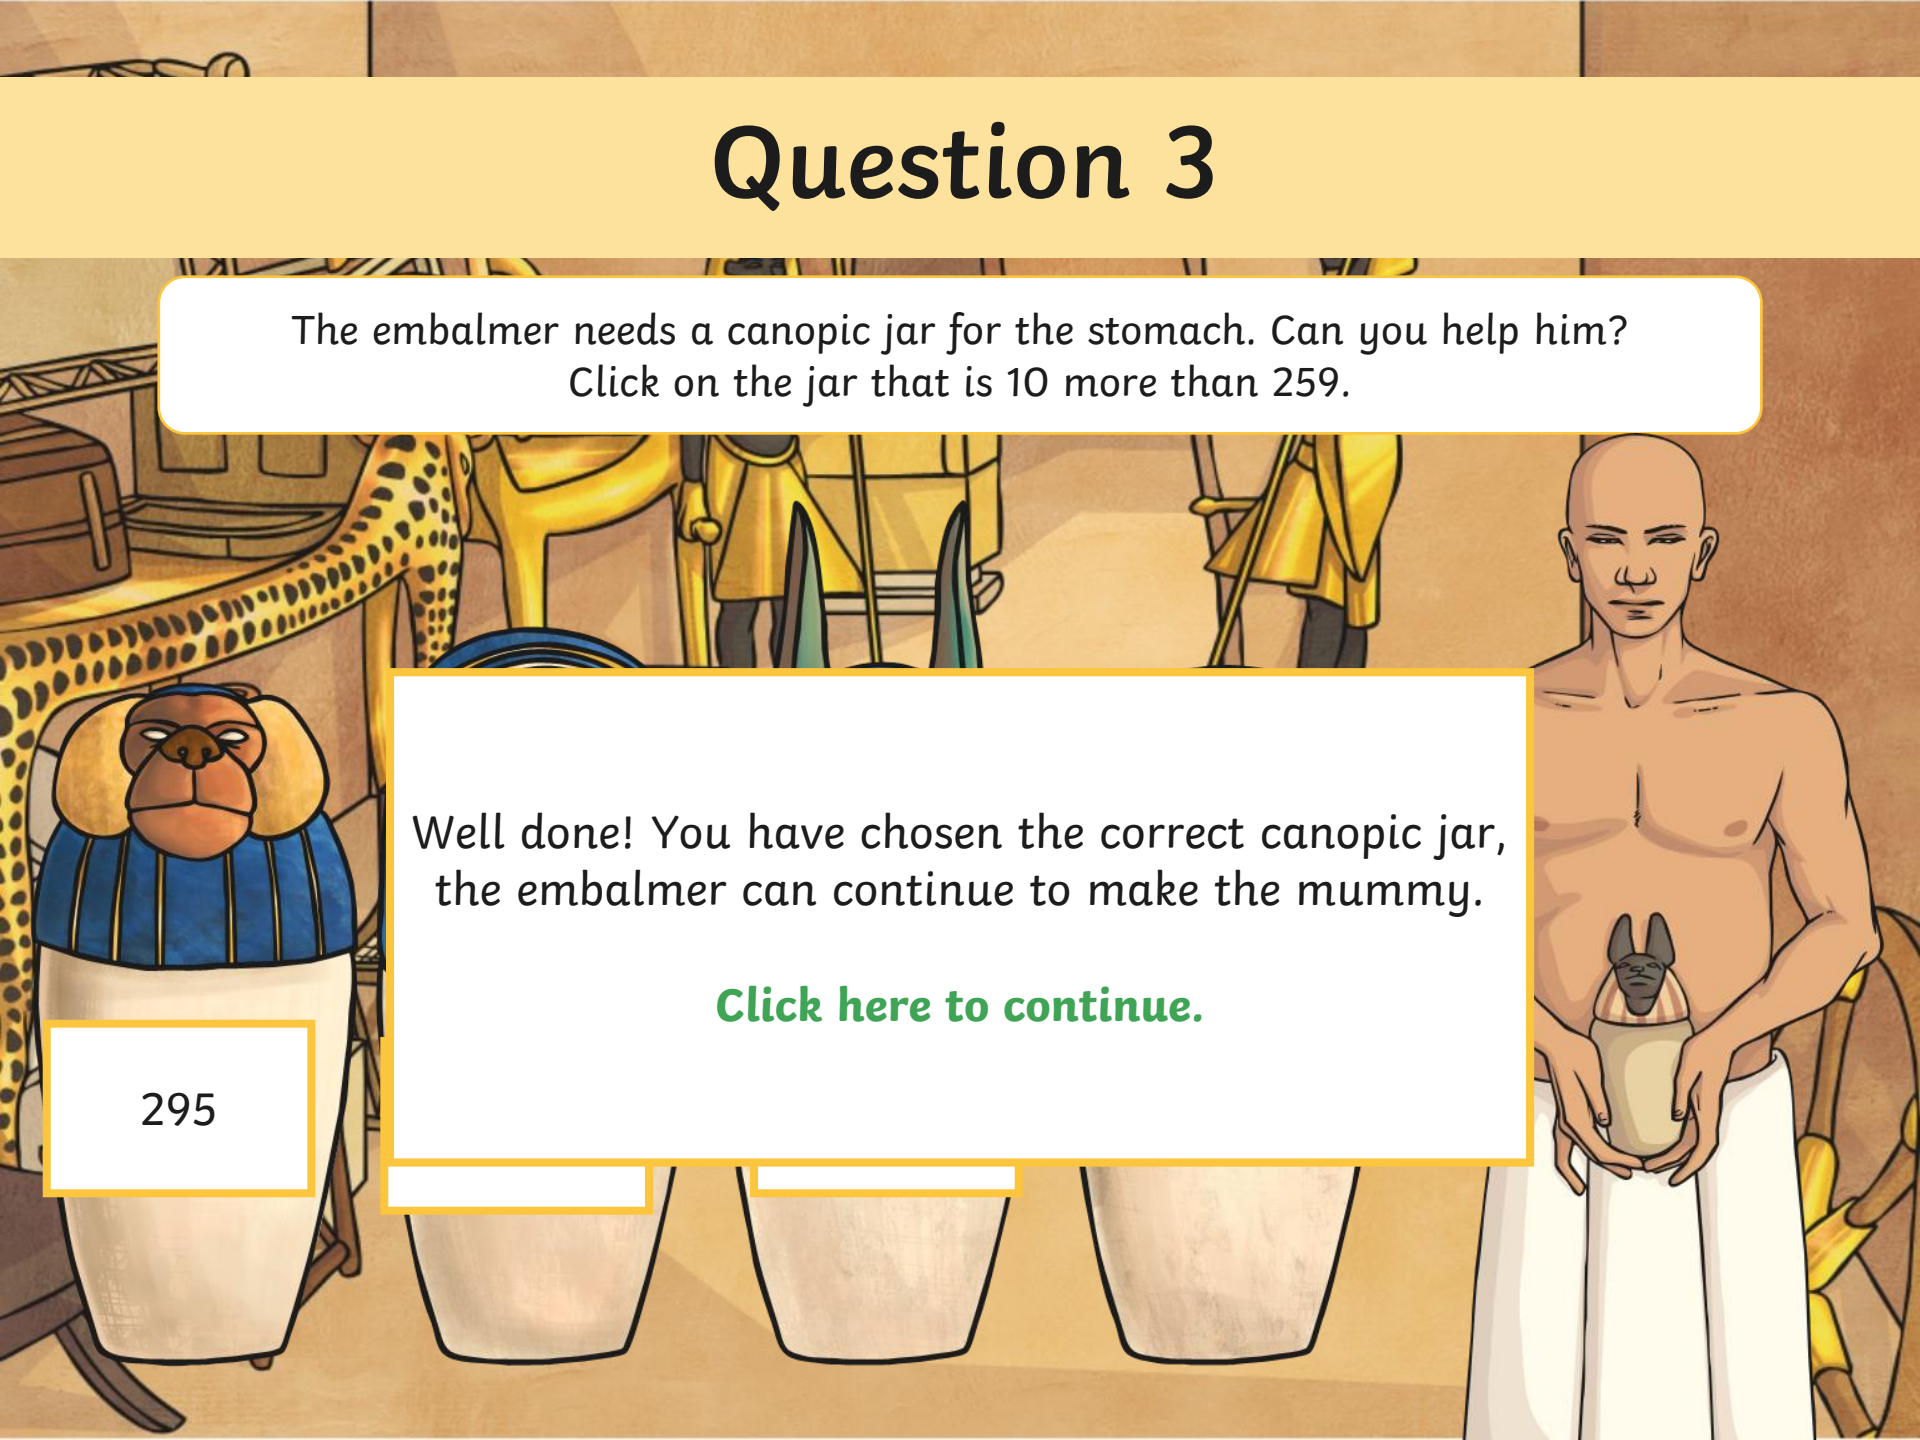 Question 3
The embalmer needs a canopic jar for the stomach. Can you help him?
Click on the jar that is 10 more than 259.
Well done! You have chosen the correct canopic jar,
the embalmer can continue to make the mummy.
Click here to continue.
295